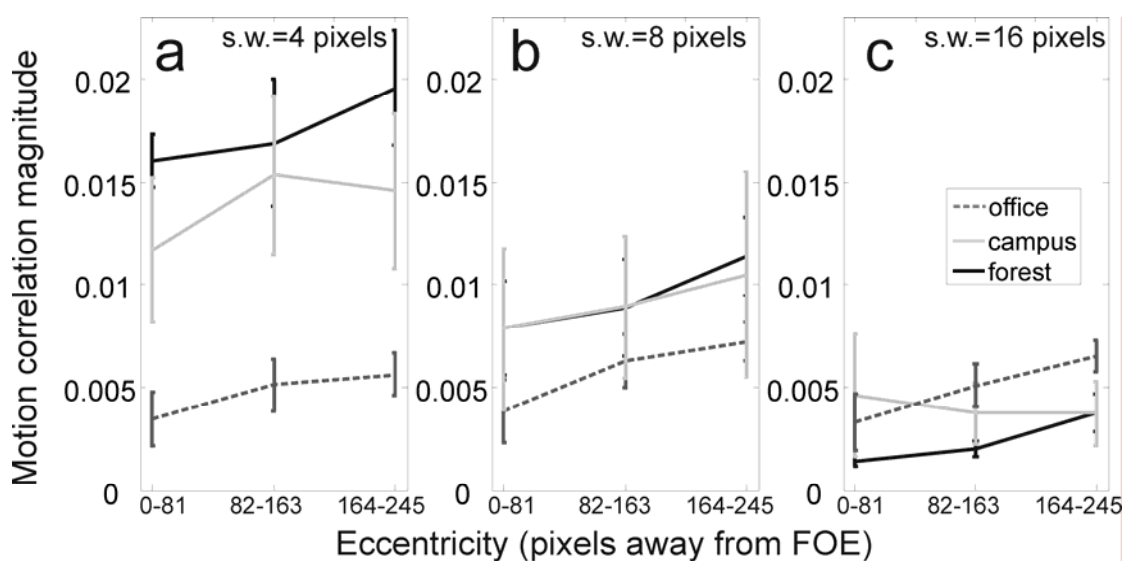 Motion correlation magnitude
a
s.w.=4 pixels
0.02
0.015
0.01
0.005
0
0-81
82-163
164-245
b
s.w.=8 pixels
0.02
0.015
0.01
0.005
0
0-81
82-163
164-245
c
s.w.=16 pixels
0.02
0.015
0.01
0.005
0
office
campus
forest
0-81
82-163
164-245
Eccentricity (pixels away from FOE)